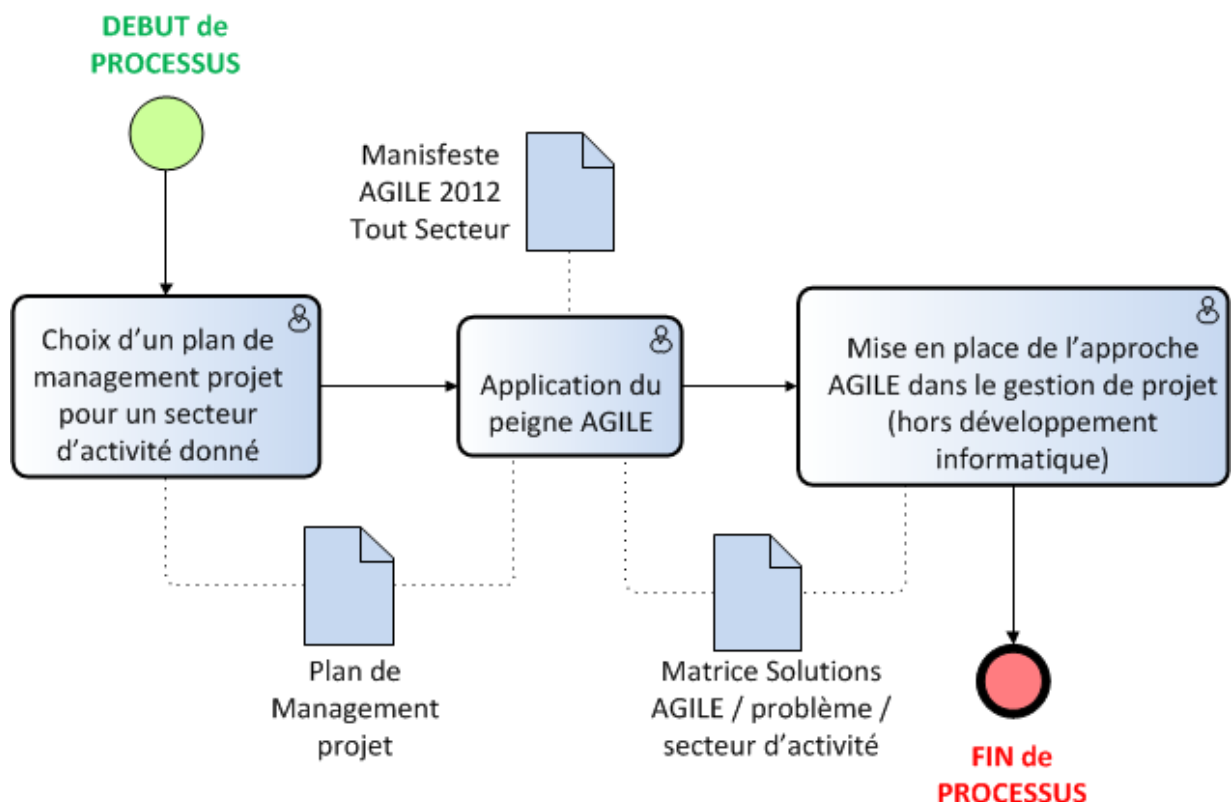 DEBUT de
PROCESSUS
Manisfeste
AGILE 2012
Tout Secteur
Choix d’un plan de
management projet
pour un secteur
d’activité donné
Application du
peigne AGILE
Mise en place de l’approche
AGILE dans le gestion de projet
(hors développement
informatique)
Plan de
Management
projet
Matrice Solutions
AGILE / problème /
secteur d’activité
FIN de
PROCESSUS